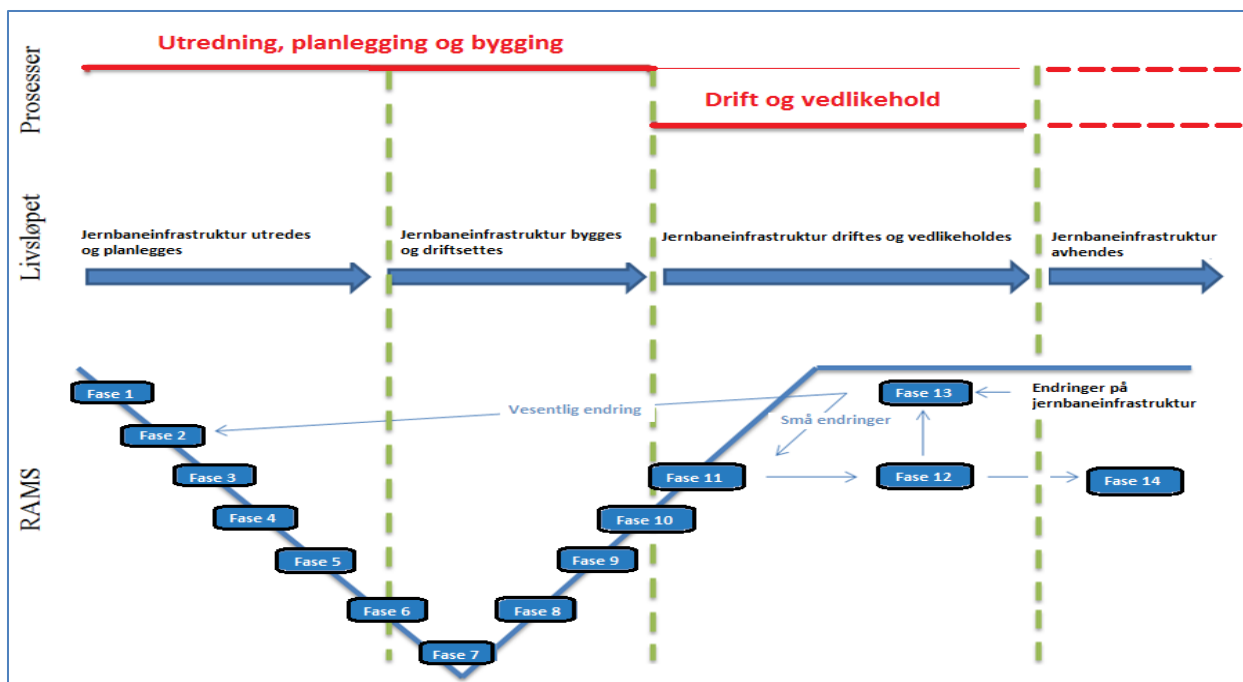 Prosesser
Utredning, planlegging og bygging
Drift og vedlikehold
Livsløpet
Jernbaneinfrastruktur utredes
og planlegges
Jernbaneinfrastruktur bygges
og driftsettes
Jernbaneinfrastruktur driftes og vedlikeholdes
Jernbaneinfrastruktur
avhendes
RAMS
Fase 1
Fase 2
Fase 3
Fase 4
Fase 5
Fase 6
Fase 7
Fase 8
Fase 9
Fase 10
Fase 11
Fase 12
Fase 13
Fase 14
Vesentlig endring
Små endringer
Endringer på
jernbaneinfrastruktur